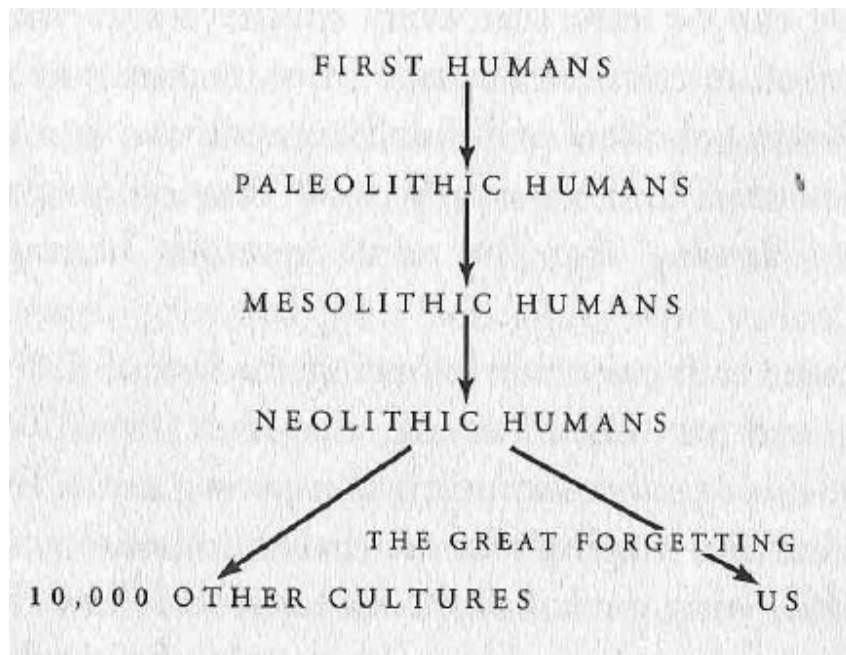 FIRST HUMANS
PALEOLITHIC HUMANS
MESOLITHIC HUMANS
NEOLITHIC HUMANS
THE GREAT FORGETTING
10,000 OTHER CULTURES US